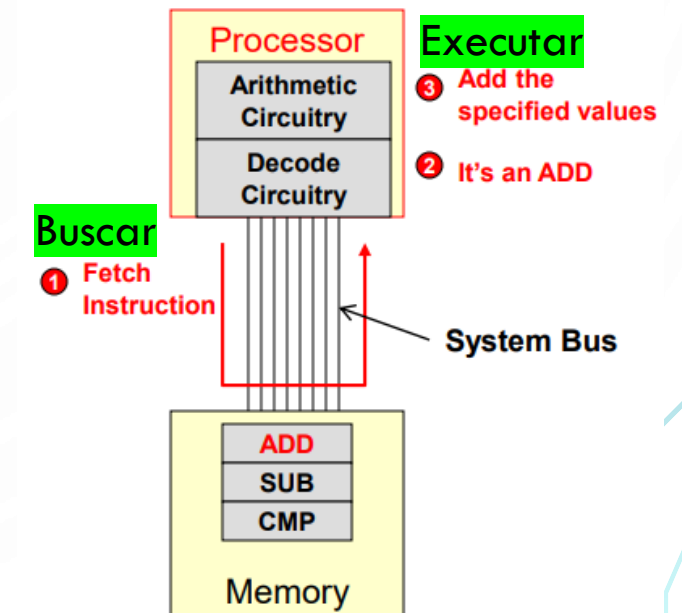 Processor
Executar
Arithmetic
Circuitry
3 Add the
specified values
Decode
Circuitry
2 It's an ADD
Buscar
1 Fetch
Instruction
System Bus
ADD
SUB
CMP
Memory